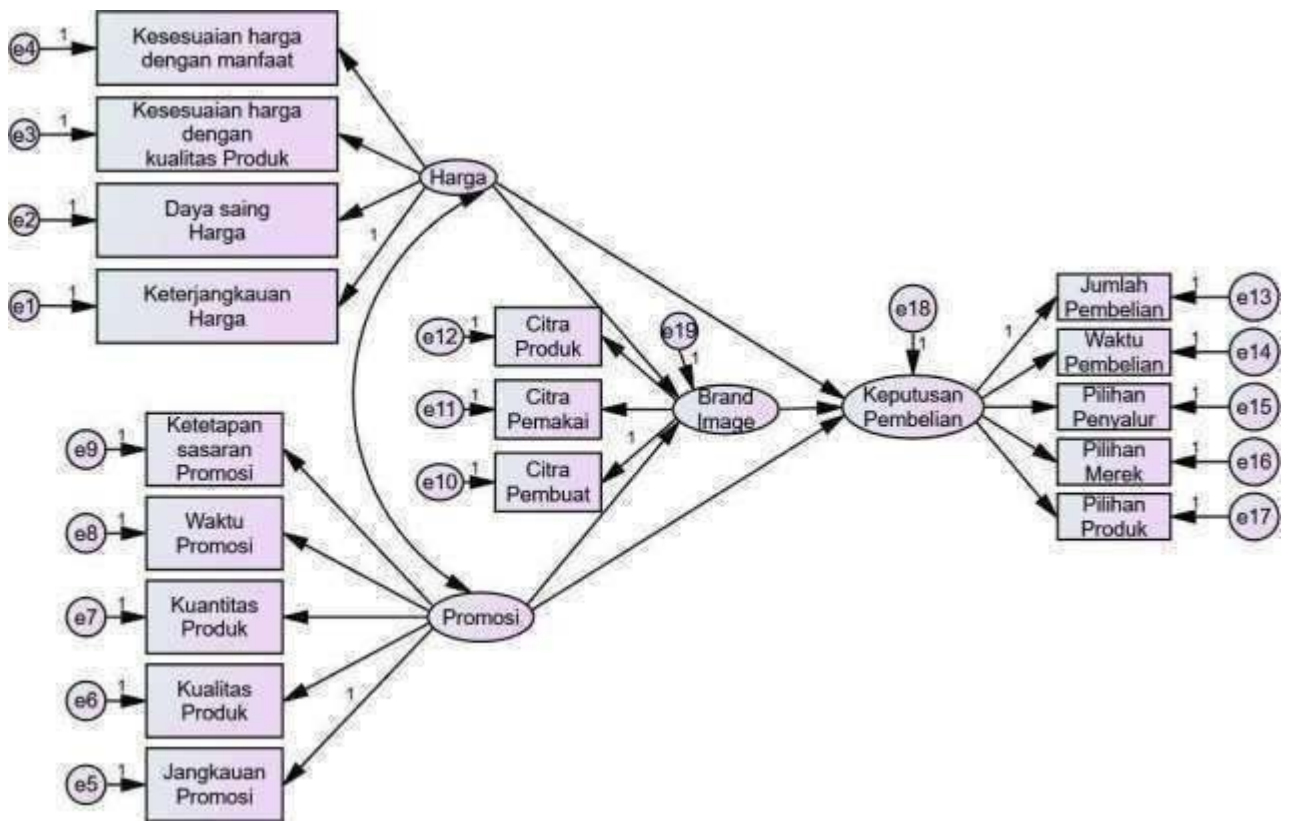 e4
1
Kesesuaian harga
dengan manfaat
e3
1
Kesesuaian harga
dengan
kualitas Produk
e2
1
Daya saing
Harga
e1
1
Keterjangkauan
Harga
1
Harga
e12
1
Citra
Produk
e11
1
Citra
Pemakai
e10
1
Citra
Pembuat
1
e19
1
Brand
Image
e18
1
Keputusan
Pembelian
1
Jumlah
Pembelian
1
e13
Waktu
Pembelian
1
e14
Pilihan
Penyalur
1
e15
Pilihan
Merek
1
e16
Pilihan
Produk
1
e17
e9
1
Ketetapan
sasaran
Promosi
e8
1
Waktu
Promosi
e7
1
Kuantitas
Produk
e6
1
Kualitas
Produk
e5
1
Jangkauan
Promosi
1
Promosi